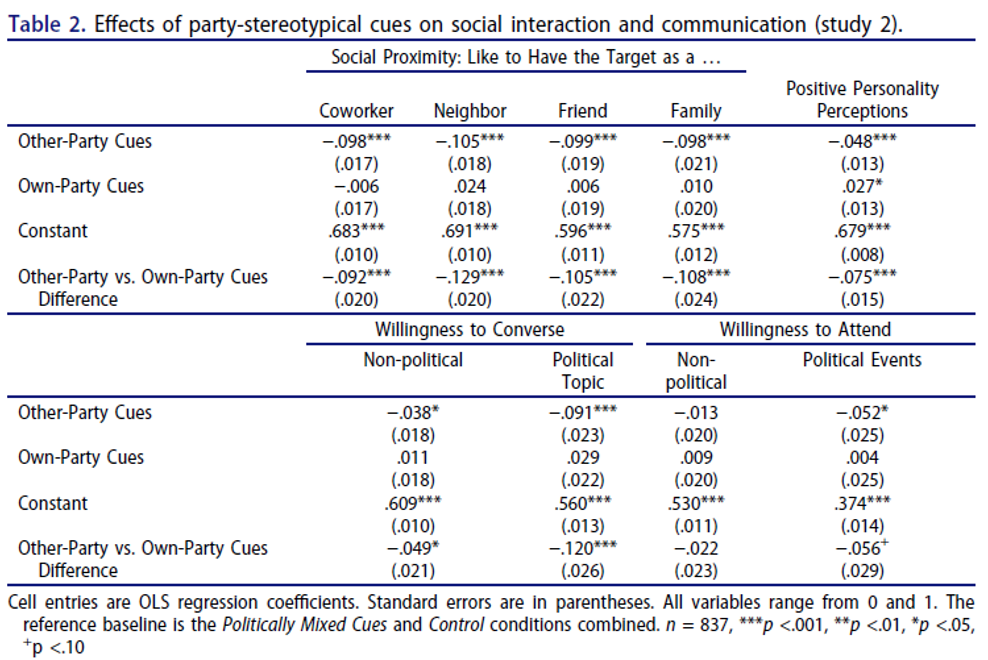 Table 2. Effects of party-stereotypical cues on social interaction and communication (study 2).
Social Proximity: Like to Have the Target as a …
Positive Personality
Coworker Neighbor Friend Family Perceptions
Other-Party Cues −.098*** −.105*** −.099*** −.098*** −.048***
(.017) (.018) (.019) (.021) (.013)
Own-Party Cues −.006 .024 .006 .010 .027*
(.017) (.018) (.019) (.020) (.013)
Constant .683*** .691*** .596*** .575*** .679***
(.010) (.010) (.011) (.012) (.008)
Other-Party vs. Own-Party Cues −.092*** −.129*** −.105*** −.108*** −.075***
Difference (.020) (.020) (.022) (.024) (.015)
Willingness to Converse Willingness to Attend
Non-political Political Non- Political Events
Topic political
Other-Party Cues −.038* −.091*** −.013 −.052*
(.018) (.023) (.020) (.025)
Own-Party Cues .011 .029 .009 .004
(.018) (.022) (.020) (.025)
Constant .609*** .560*** .530*** .374***
(.010) (.013) (.011) (.014)
Other-Party vs. Own-Party Cues −.049* −.120*** −.022 −.056+
Difference (.021) (.026) (.023) (.029)
Cell entries are OLS regression coefficients. Standard errors are in parentheses. All variables range from 0 and 1. The
reference baseline is the Politically Mixed Cues and Control conditions combined. n = 837, ***p <.001, **p <.01, *p <.05,
+p <.10